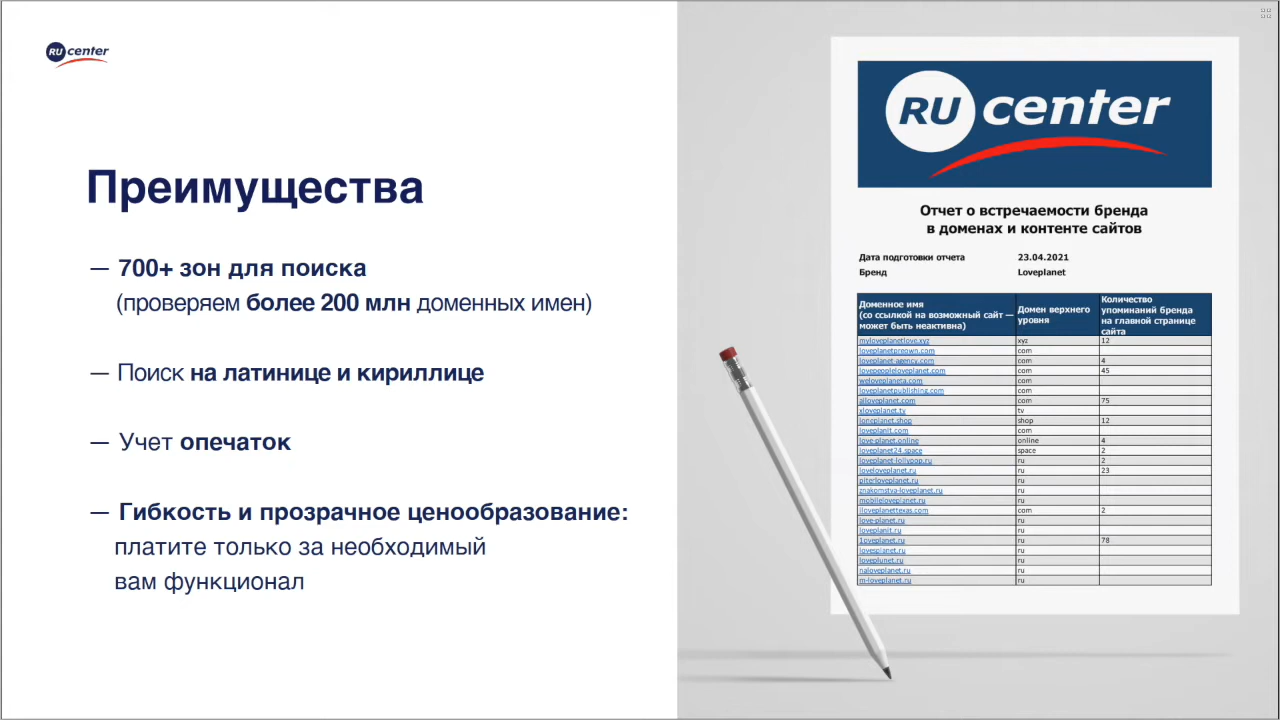 RU center
Преимущества
— 700+ зон для поиска
(проверяем более 200 млн доменных имен)
— Поиск на латинице и кириллице
— Учет опечаток
— Гибкость и прозрачное ценообразование:
платите только за необходимый
вам функционал
RU center
Отчет о встречаемости бренда
в доменах и контенте сайтов
Дата подготовки отчета 23.04.2021
Бренд Loveplanet
Доменное имя
(со ссылкой на возможный сайт —
может быть неактивна)
Домен верхнего
уровня
Количество
упоминаний бренда
на главной странице
сайта
myloveplanetlove.xyz xyz 12
loveplanetpreown.com com
loveplanet-agency.com com 4
lovepeopleloveplanet.com com 45
weloveplaneta.com com
loveplanetpublishing.com com
alloveplanet.com com 75
xloveplanet.tv tv
loneplanet.shop shop 12
loveplanit.com com
love-planet.online online 4
loveplanet24.space space 2
loveplanet-lollypop.ru ru 2
loveloveplanet.ru ru 23
piterloveplanet.ru ru
znakomstva-loveplanet.ru ru
mobileloveplanet.ru ru
iloveplanettexas.com com 2
love-planet.ru ru
loveplanit.ru ru
1oveplanet.ru ru 78
lovesplanet.ru ru
loveplunet.ru ru
naloveplanet.ru ru
m-loveplanet.ru ru